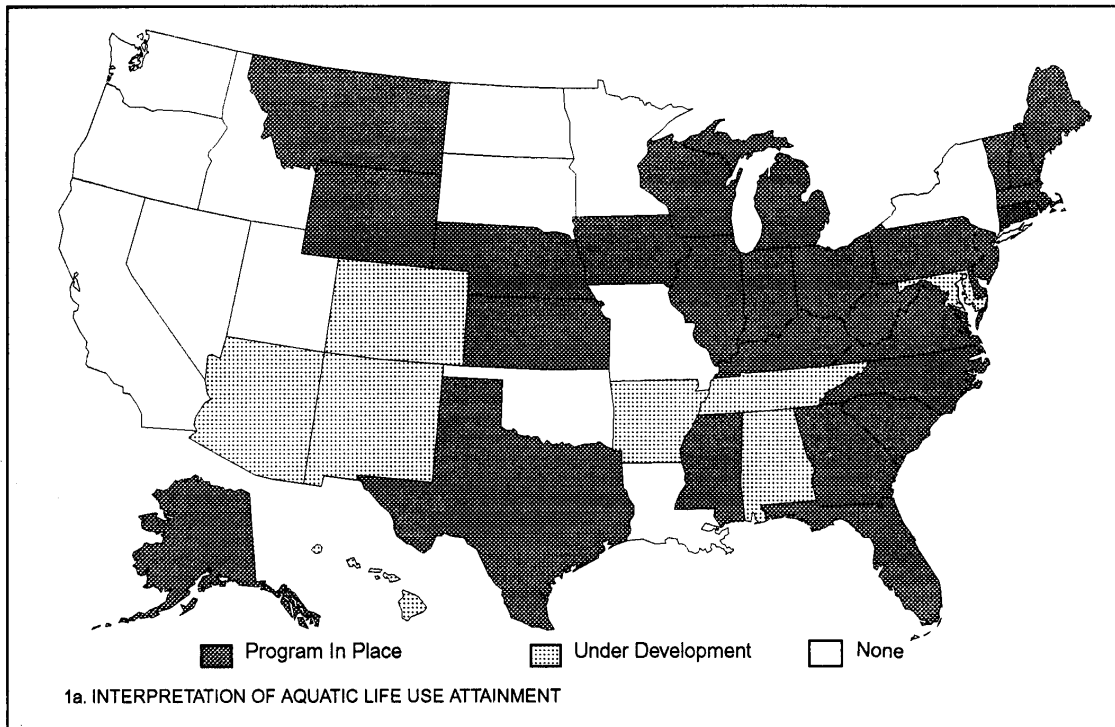 Program In Place Under Development None
1a. INTERPRETATION OF AQUATIC LIFE USE ATTAINMENT